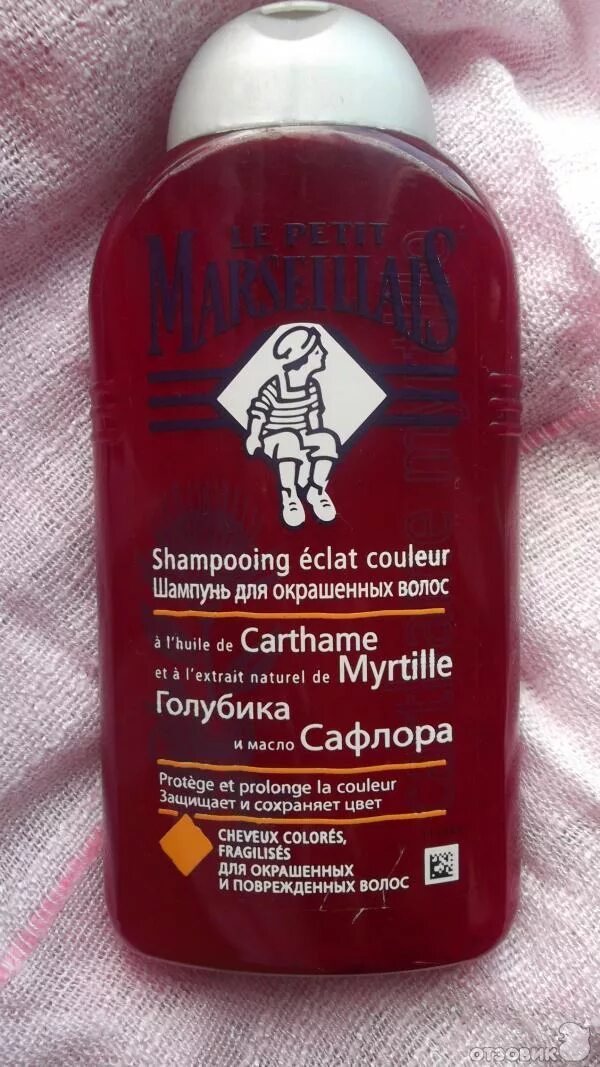 LE PETIT
MARSEILLAIS
Shampooing éclat couleur
Шампунь для окрашенных волос
à l'huile de Carthame
et à l'extrait naturel de Myrtille
Голубика
и масло Сафлора
Protège et prolonge la couleur
Защищает и сохраняет цвет
CHEVEUX COLORÉS,
FRAGILISÉS
ДЛЯ ОКРАШЕННЫХ
И ПОВРЕЖДЕННЫХ ВОЛОС
ОТЗОВИК